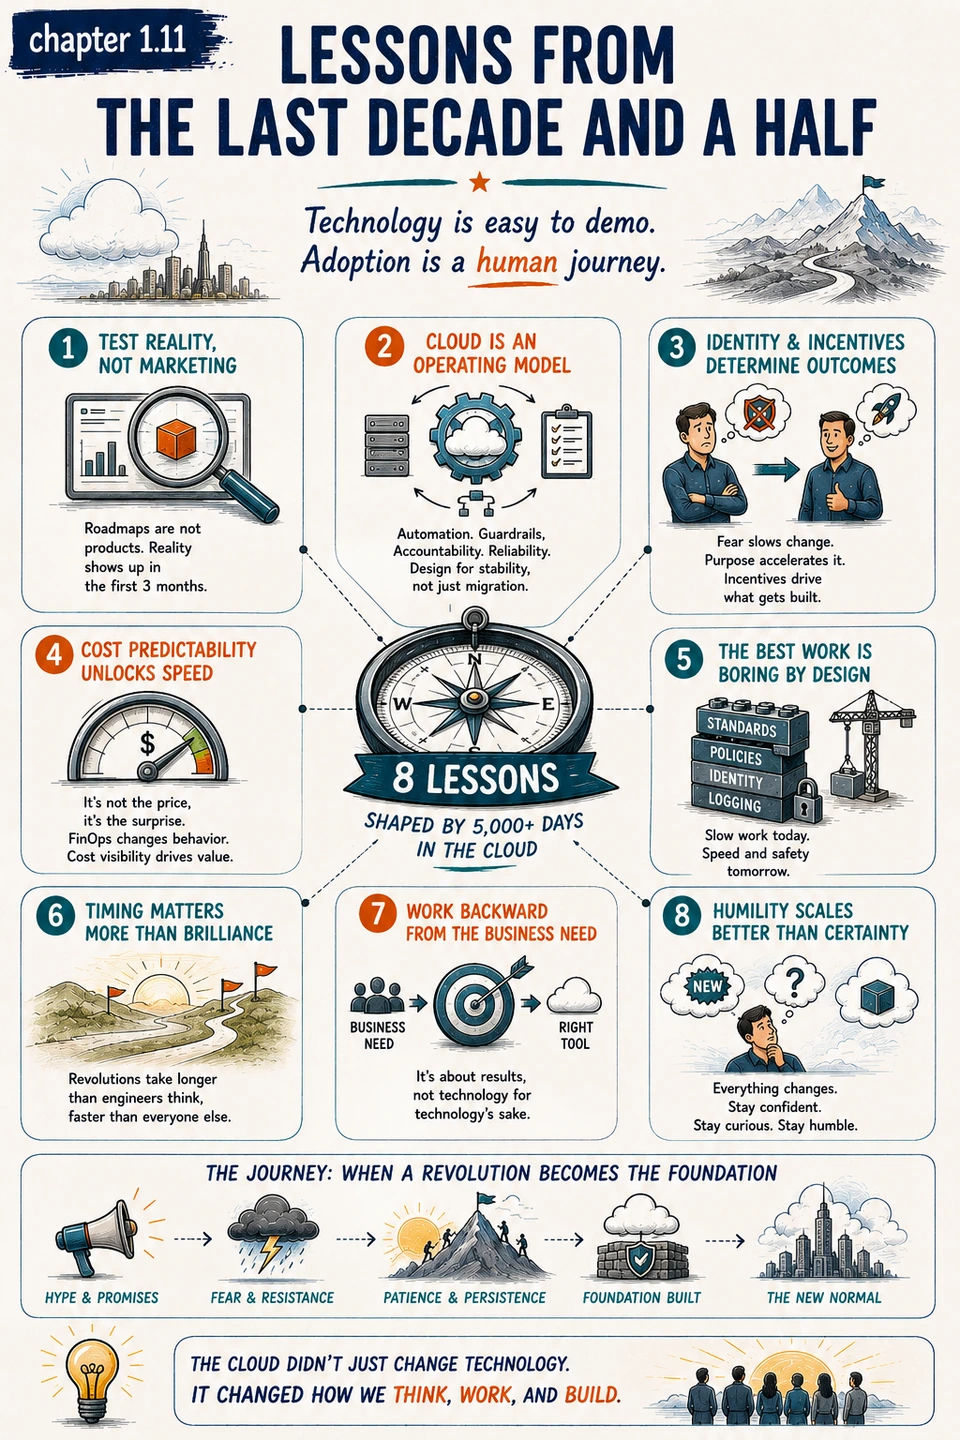 chapter 1.11
LESSONS FROM
THE LAST DECADE AND A HALF
Technology is easy to demo.
Adoption is a human journey.
1
TEST REALITY,
NOT MARKETING
Roadmaps are not
products. Reality
shows up in
the first 3 months.
2
CLOUD IS AN
OPERATING MODEL
Automation. Guardrails,
Accountability. Reliability.
Design for stability,
not just migration.
3
IDENTITY & INCENTIVES
DETERMINE OUTCOMES
Fear slows change.
Purpose accelerates it.
Incentives drive
what gets built.
4
COST PREDICTABILITY
UNLOCKS SPEED
$
It's not the price,
it's the surprise.
FinOps changes behavior.
Cost visibility drives value.
N
W
E
S
8 LESSONS
SHAPED BY 5,000+ DAYS
IN THE CLOUD
5
THE BEST WORK IS
BORING BY DESIGN
STANDARDS
POLICIES
IDENTITY
LOGGING
Slow work today.
Speed and safety
tomorrow.
6
TIMING MATTERS
MORE THAN BRILLIANCE
Revolutions take longer
than engineers think,
faster than everyone else.
7
WORK BACKWARD
FROM THE BUSINESS NEED
BUSINESS
NEED
RIGHT
TOOL
It's about results,
not technology for
technology's sake.
8
HUMILITY SCALES
BETTER THAN CERTAINTY
NEW
?
Everything changes.
Stay confident.
Stay curious. Stay humble.
THE JOURNEY: WHEN A REVOLUTION BECOMES THE FOUNDATION
HYPE & PROMISES
FEAR & RESISTANCE
PATIENCE & PERSISTENCE
FOUNDATION BUILT
THE NEW NORMAL
THE CLOUD DIDN'T JUST CHANGE TECHNOLOGY.
IT CHANGED HOW WE THINK, WORK, AND BUILD.